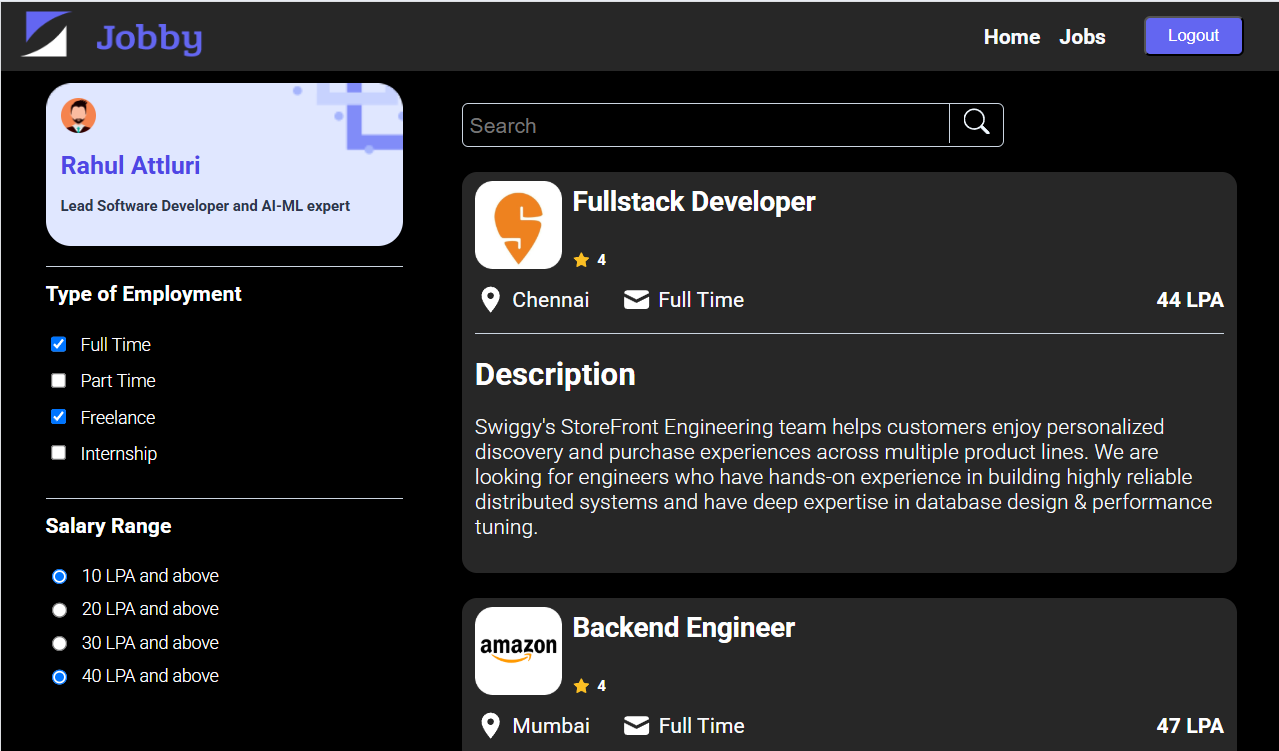 Jobby
Home Jobs Logout
Rahul Attluri
Lead Software Developer and AI-ML expert
Type of Employment
Full Time
Part Time
Freelance
Internship
Salary Range
10 LPA and above
20 LPA and above
30 LPA and above
40 LPA and above
Search
Fullstack Developer
4
Chennai Full Time 44 LPA
Description
Swiggy's StoreFront Engineering team helps customers enjoy personalized
discovery and purchase experiences across multiple product lines. We are
looking for engineers who have hands-on experience in building highly reliable
distributed systems and have deep expertise in database design & performance
tuning.
amazon
Backend Engineer
4
Mumbai Full Time 47 LPA